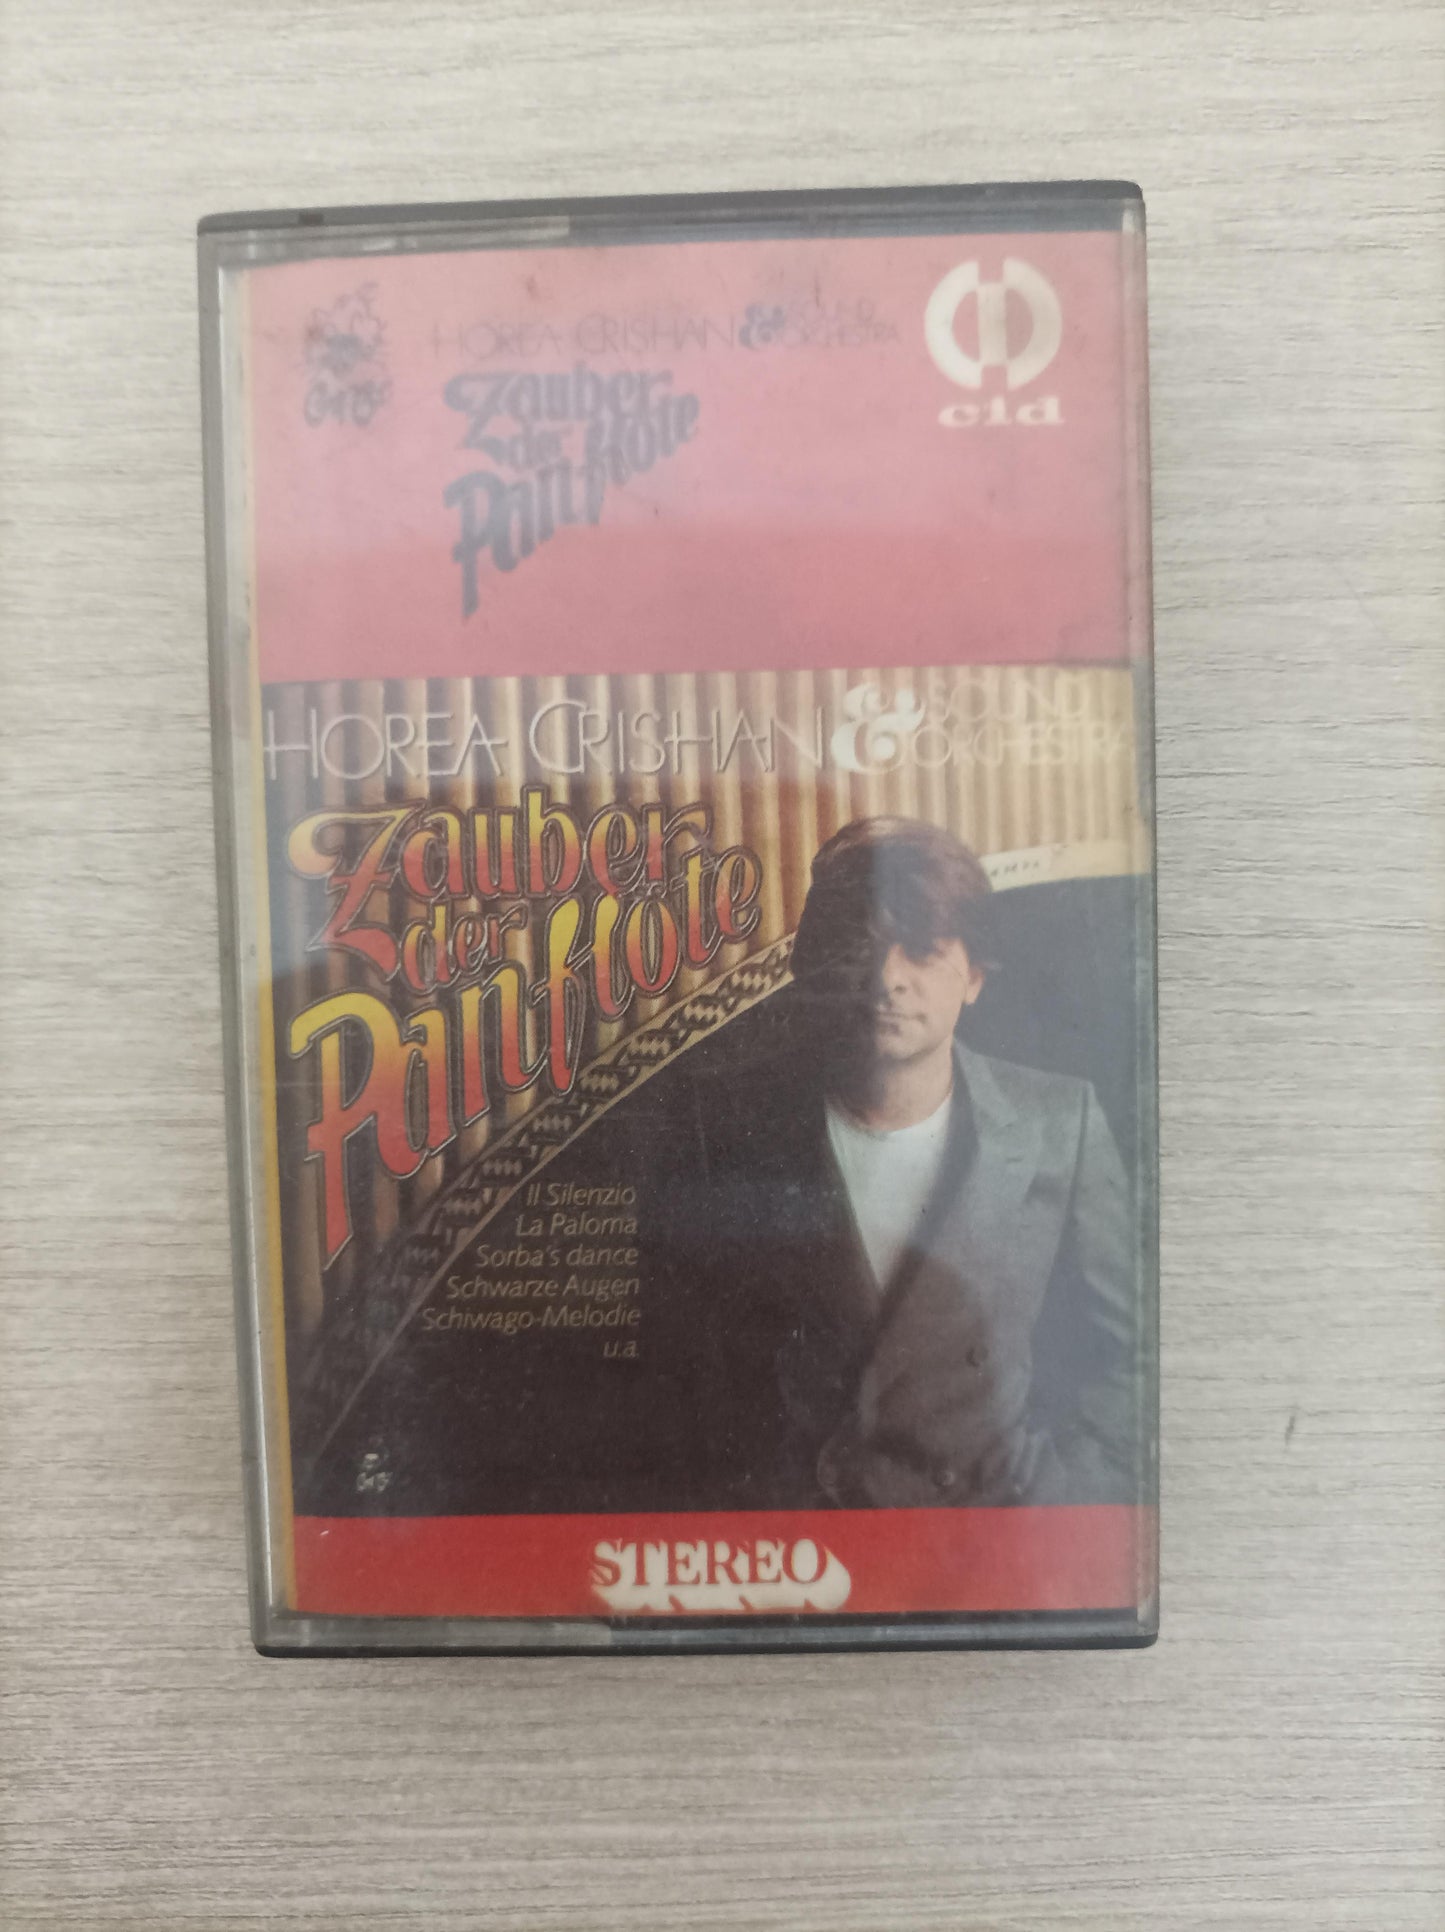 HOREA CRISHAN & SOUND ORCHESTRA
Zauber
der
Panflöte
cid
HOREA CRISHAN & SOUND ORCHESTRA
Zauber
der
Panflöte
Il Silenzio
La Paloma
Sorba's dance
Schwarze Augen
Schiwago-Melodie
u.a.
STEREO